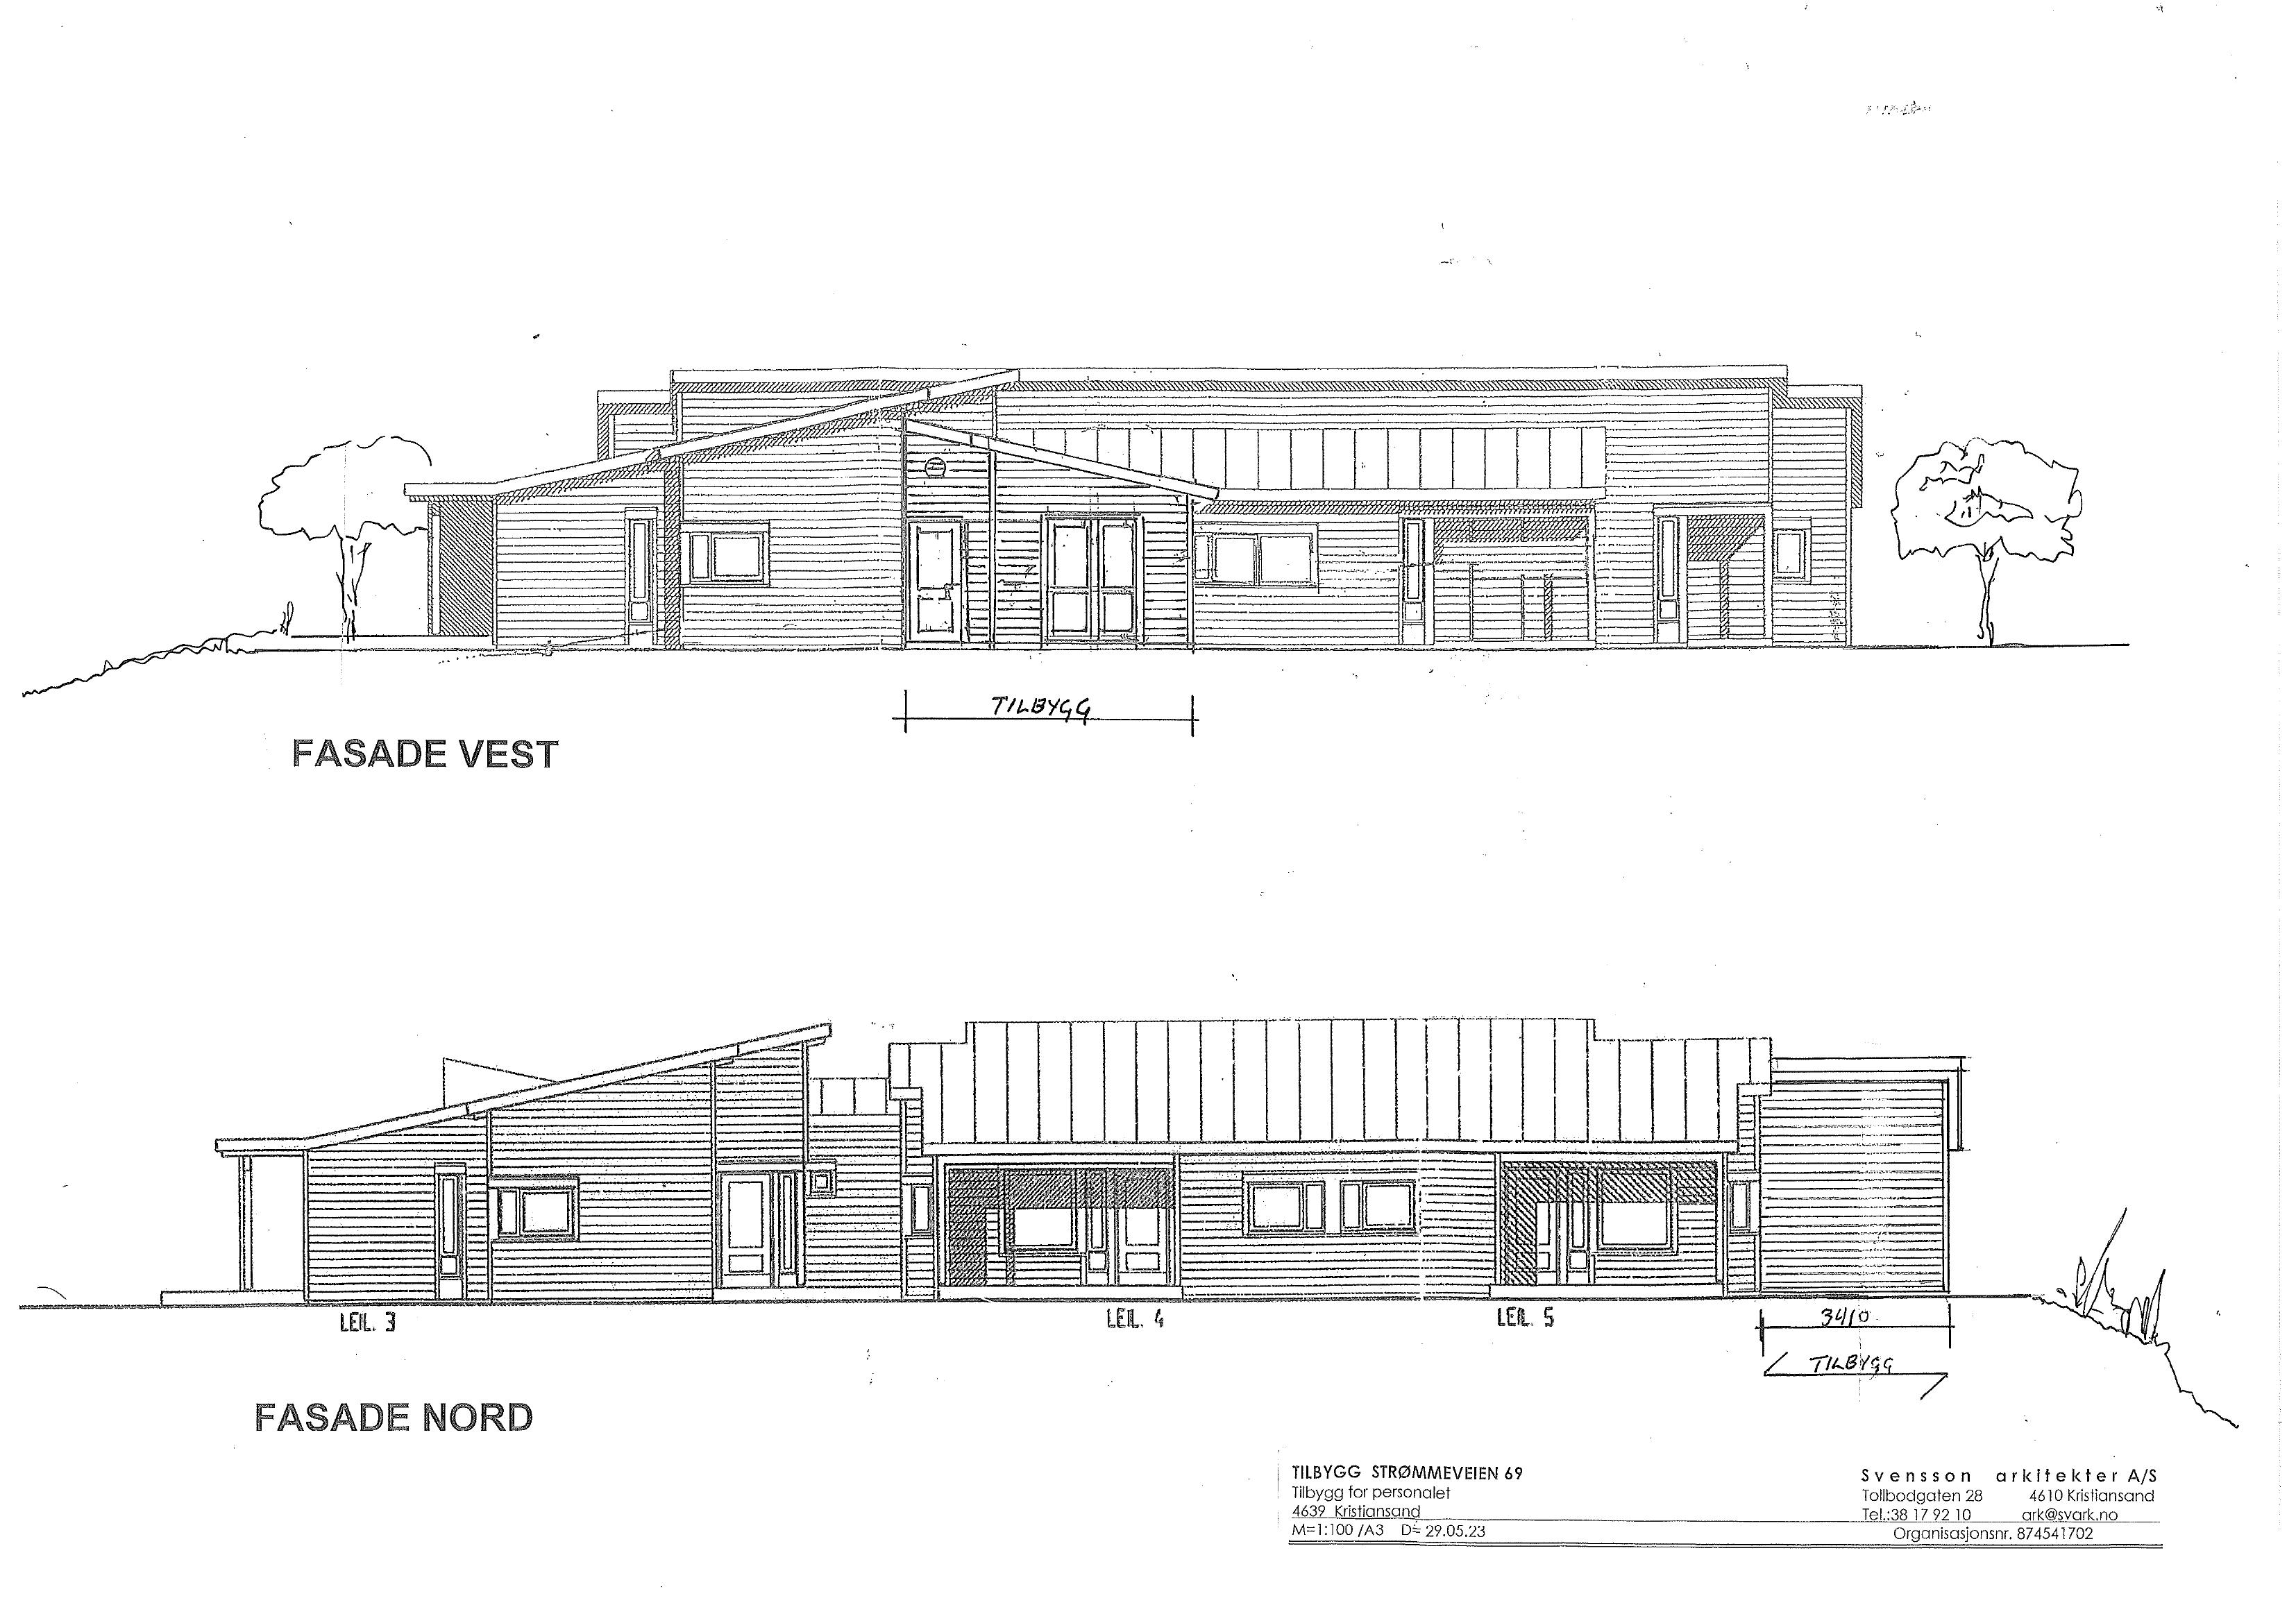 TILBYGG
FASADE VEST
LEIL. 3
LEIL. 4
LEIL. 5
3410
TILBYGG
FASADE NORD
TILBYGG STRØMMEVEIEN 69
Tilbygg for personalet
4639 Kristiansand
M=1:100 /A3 D= 29.05.23
Svensson arkitekter A/S
Tollbodgaten 28 4610 Kristiansand
Tel.:38 17 92 10 ark@svark.no
Organisasjonsnr. 874541702